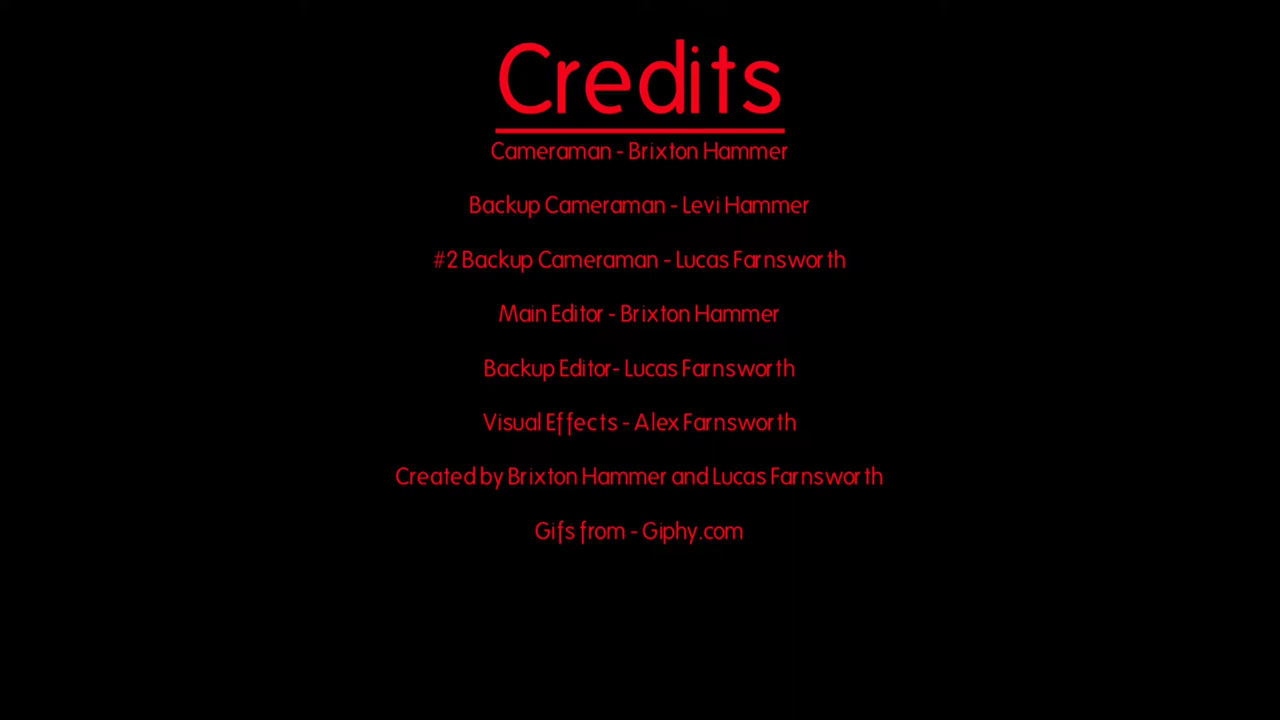 Credits
Cameraman - Brixton Hammer
Backup Cameraman - Levi Hammer
#2 Backup Cameraman - Lucas Farnsworth
Main Editor - Brixton Hammer
Backup Editor- Lucas Farnsworth
Visual Effects - Alex Farnsworth
Created by Brixton Hammer and Lucas Farnsworth
Gifs from - Giphy.com